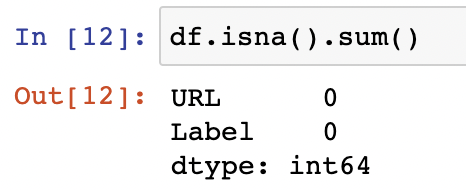 In [12]: df.isna().sum()
Out[12]: URL 0
Label 0
dtype: int64